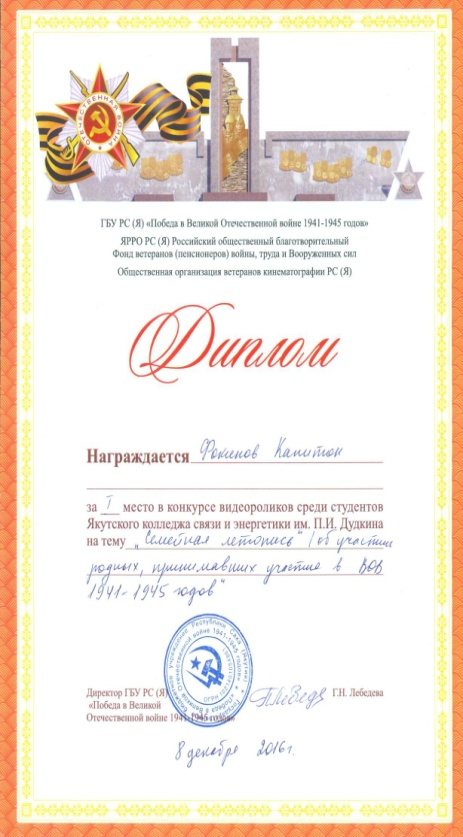 ОТЕЧЕСТВЕННАЯ ВОЙНА
ГБУ РС (Я) «Победа в Великой Отечественной войне 1941-1945 годов»
ЯРРО РС (Я) Российский общественный благотворительный
Фонд ветеранов (пенсионеров) войны, труда и Вооруженных сил
Общественная организация ветеранов кинематографии РС (Я)
Диплом
Награждается Фокинов Капитон
за I место в конкурсе видеороликов среди студентов
Якутского колледжа связи и энергетики им. П.И. Дудкина
на тему „Семейная летопись" об участии
родных, принимавших участие в ВОВ
1941-1945 годов"
Директор ГБУ РС (Я)
«Победа в Великой
Отечественной войне 1941-1945 годов»
Г.Н. Лебедева
8 декабря 2016г.